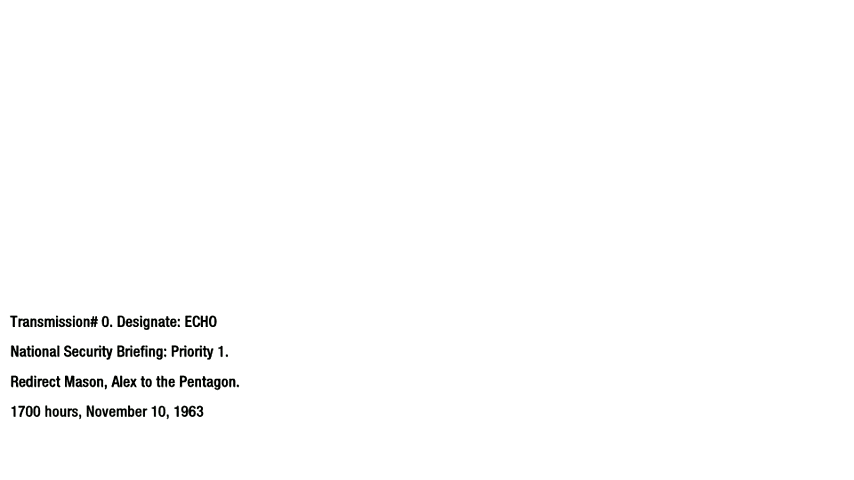 Transmission# 0. Designate: ECHO
National Security Briefing: Priority 1.
Redirect Mason, Alex to the Pentagon.
1700 hours, November 10, 1963